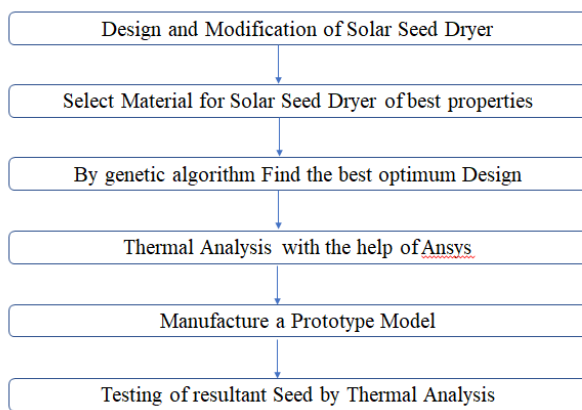 Design and Modification of Solar Seed Dryer
Select Material for Solar Seed Dryer of best properties
By genetic algorithm Find the best optimum Design
Thermal Analysis with the help of Ansys
Manufacture a Prototype Model
Testing of resultant Seed by Thermal Analysis